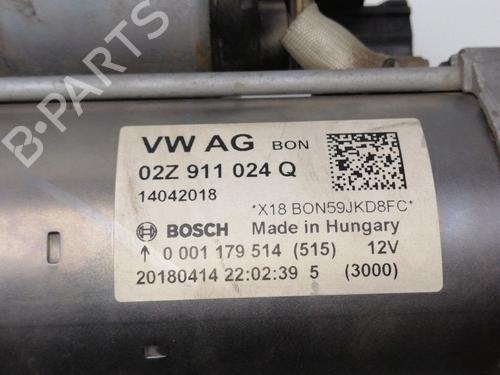 VW AG BON
02Z 911 024 Q
14042018
*X18 BON59JKD8FC*
BOSCH Made in Hungary
0 001 179 514 (515) 12V
20180414 22:02:39 5 (3000)
B-PARTS